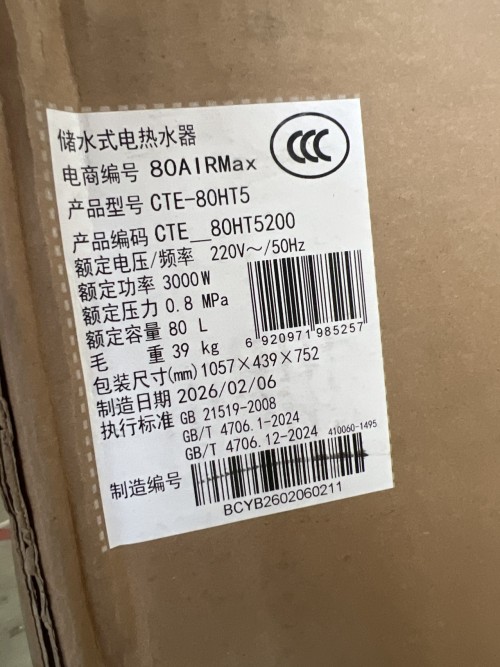 储水式电热水器
CCC
电商编号 80AIRMax
产品型号 CTE-80HT5
产品编码 CTE__80HT5200
额定电压/频率 220V～/50Hz
额定功率 3000W
额定压力 0.8 MPa
额定容量 80 L
6 920971 985257
毛 重 39 kg
包装尺寸(mm) 1057×439×752
制造日期 2026/02/06
执行标准 GB 21519-2008
GB/T 4706.1-2024
GB/T 4706.12-2024 410060-1495
制造编号
BCYB2602060211